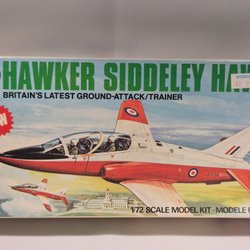 HAWKER SIDDELEY HAW
BRITAIN'S LATEST GROUND-ATTACK/TRAINER
1/72 SCALE MODEL KIT - MODELE